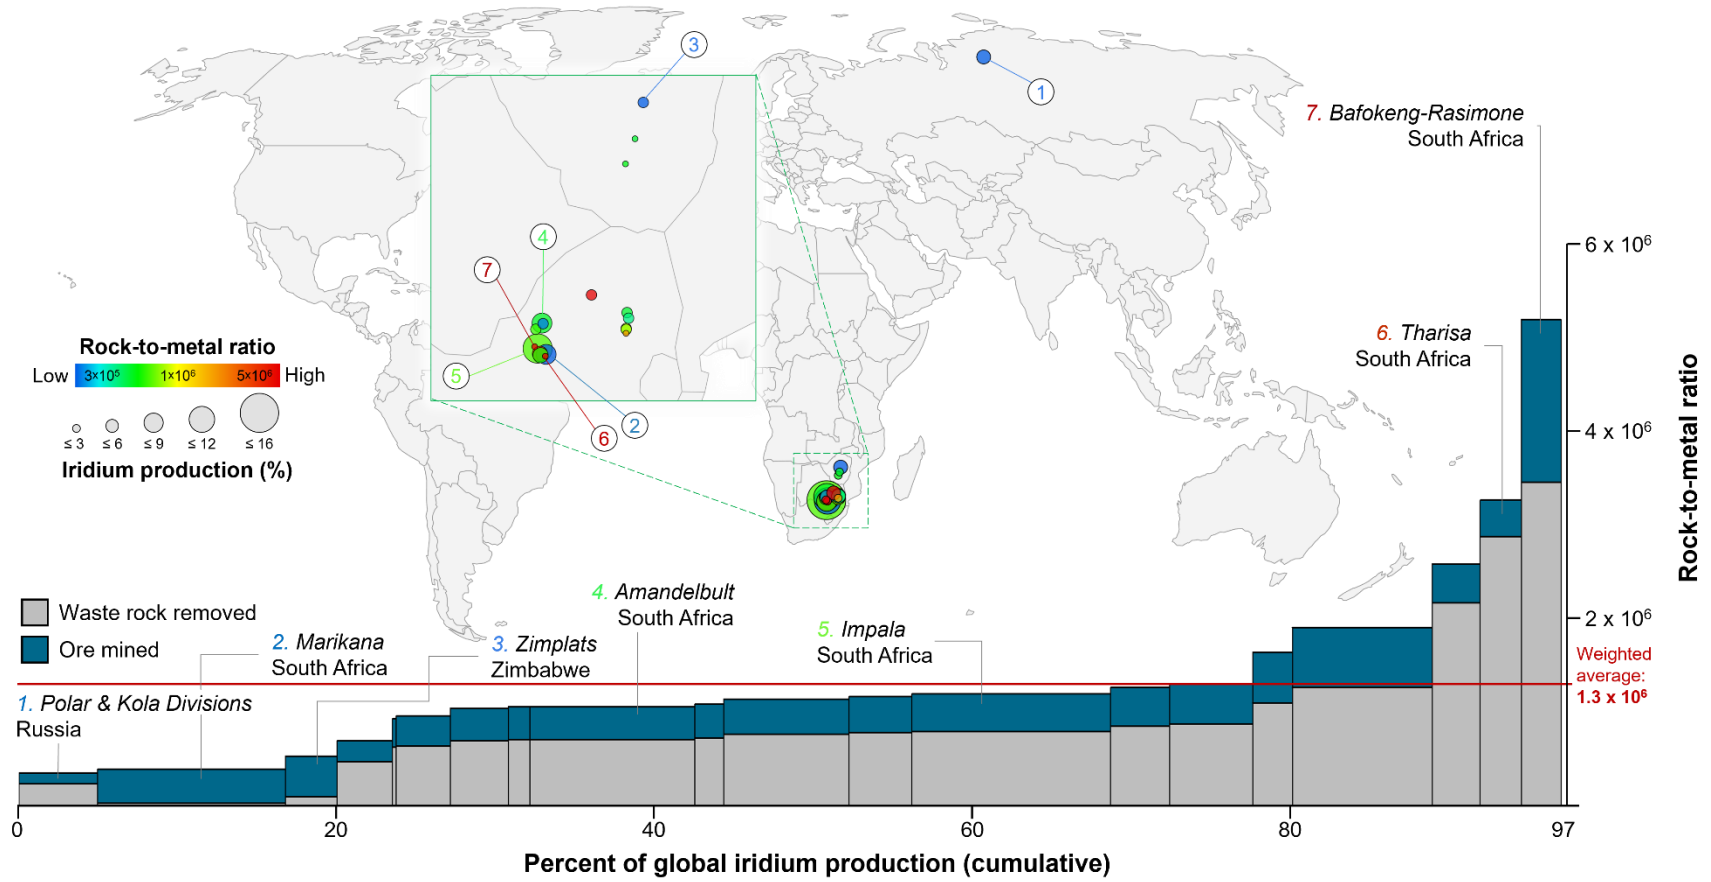 3
1
7. Bafokeng-Rasimone
South Africa
4
7
5
6
2
6 x 10⁶
6. Tharisa
South Africa
Rock-to-metal ratio
Low 3×10⁵ 1×10⁶ 5×10⁶ High
≤ 3 ≤ 6 ≤ 9 ≤ 12 ≤ 16
Iridium production (%)
4 x 10⁶
Rock-to-metal ratio
Waste rock removed
Ore mined
1. Polar & Kola Divisions
Russia
2. Marikana
South Africa
3. Zimplats
Zimbabwe
4. Amandelbult
South Africa
5. Impala
South Africa
2 x 10⁶
Weighted
average:
1.3 x 10⁶
0 20 40 60 80 97
Percent of global iridium production (cumulative)